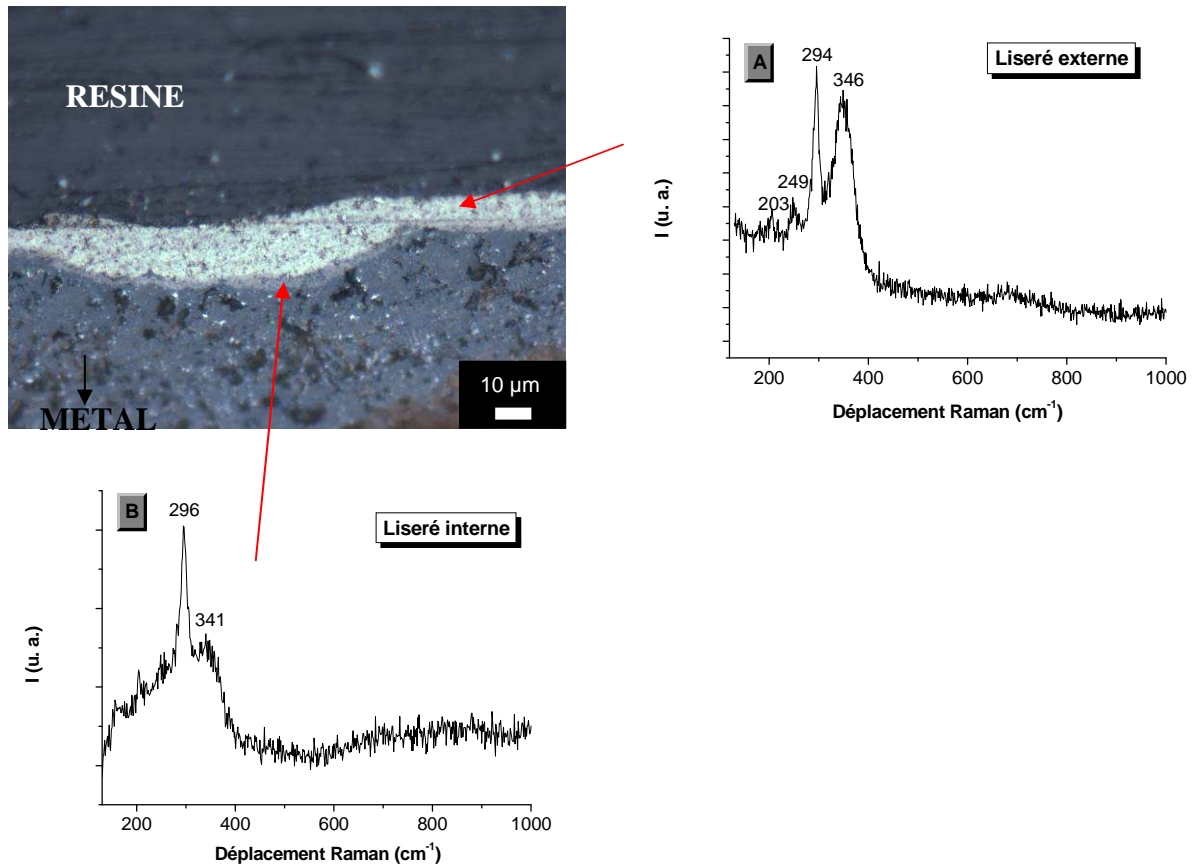 RESINE
METAL
10 µm
A
Liseré externe
294
346
249
203
I (u. a.)
200
400
600
800
1000
Déplacement Raman (cm-1)
B
Liseré interne
296
341
I (u. a.)
200
400
600
800
1000
Déplacement Raman (cm-1)